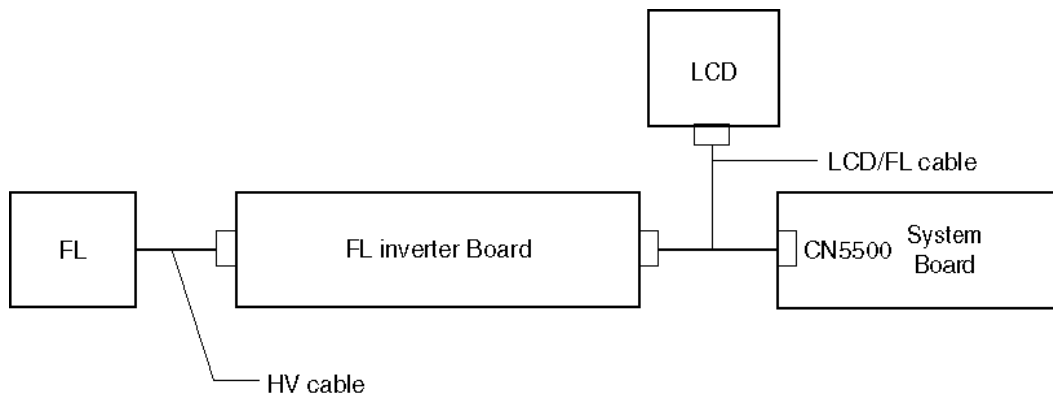 LCD
LCD/FL cable
FL
FL inverter Board
CN5500
System
Board
HV cable